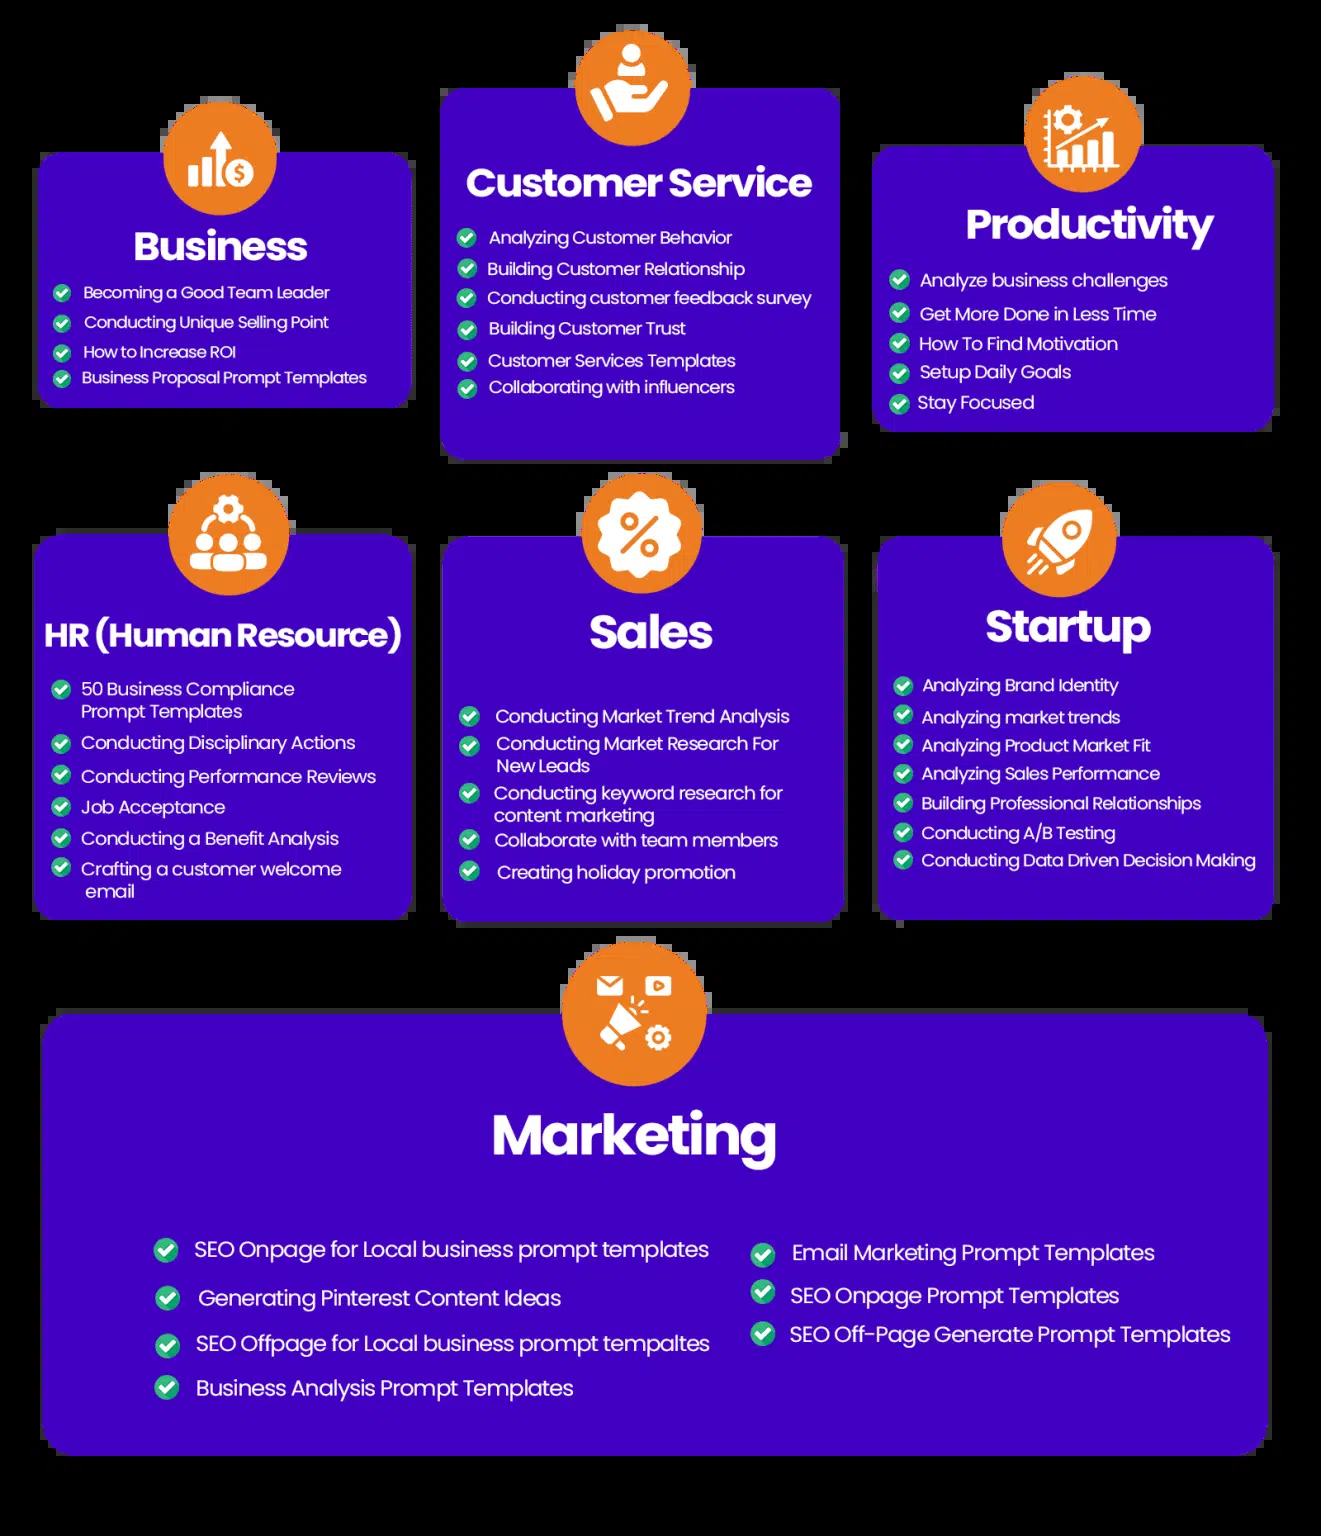 Business
Becoming a Good Team Leader
Conducting Unique Selling Point
How to Increase ROI
Business Proposal Prompt Templates
Customer Service
Analyzing Customer Behavior
Building Customer Relationship
Conducting customer feedback survey
Building Customer Trust
Customer Services Templates
Collaborating with influencers
Productivity
Analyze business challenges
Get More Done in Less Time
How To Find Motivation
Setup Daily Goals
Stay Focused
HR (Human Resource)
50 Business Compliance
Prompt Templates
Conducting Disciplinary Actions
Conducting Performance Reviews
Job Acceptance
Conducting a Benefit Analysis
Crafting a customer welcome
email
Sales
Conducting Market Trend Analysis
Conducting Market Research For
New Leads
Conducting keyword research for
content marketing
Collaborate with team members
Creating holiday promotion
Startup
Analyzing Brand Identity
Analyzing market trends
Analyzing Product Market Fit
Analyzing Sales Performance
Building Professional Relationships
Conducting A/B Testing
Conducting Data Driven Decision Making
Marketing
SEO Onpage for Local business prompt templates
Generating Pinterest Content Ideas
SEO Offpage for Local business prompt tempaltes
Business Analysis Prompt Templates
Email Marketing Prompt Templates
SEO Onpage Prompt Templates
SEO Off-Page Generate Prompt Templates